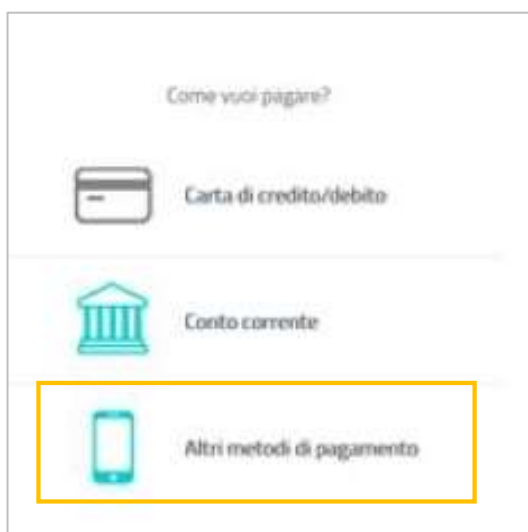 Come vuoi pagare?
Carta di credito/debito
Conto corrente
Altri metodi di pagamento